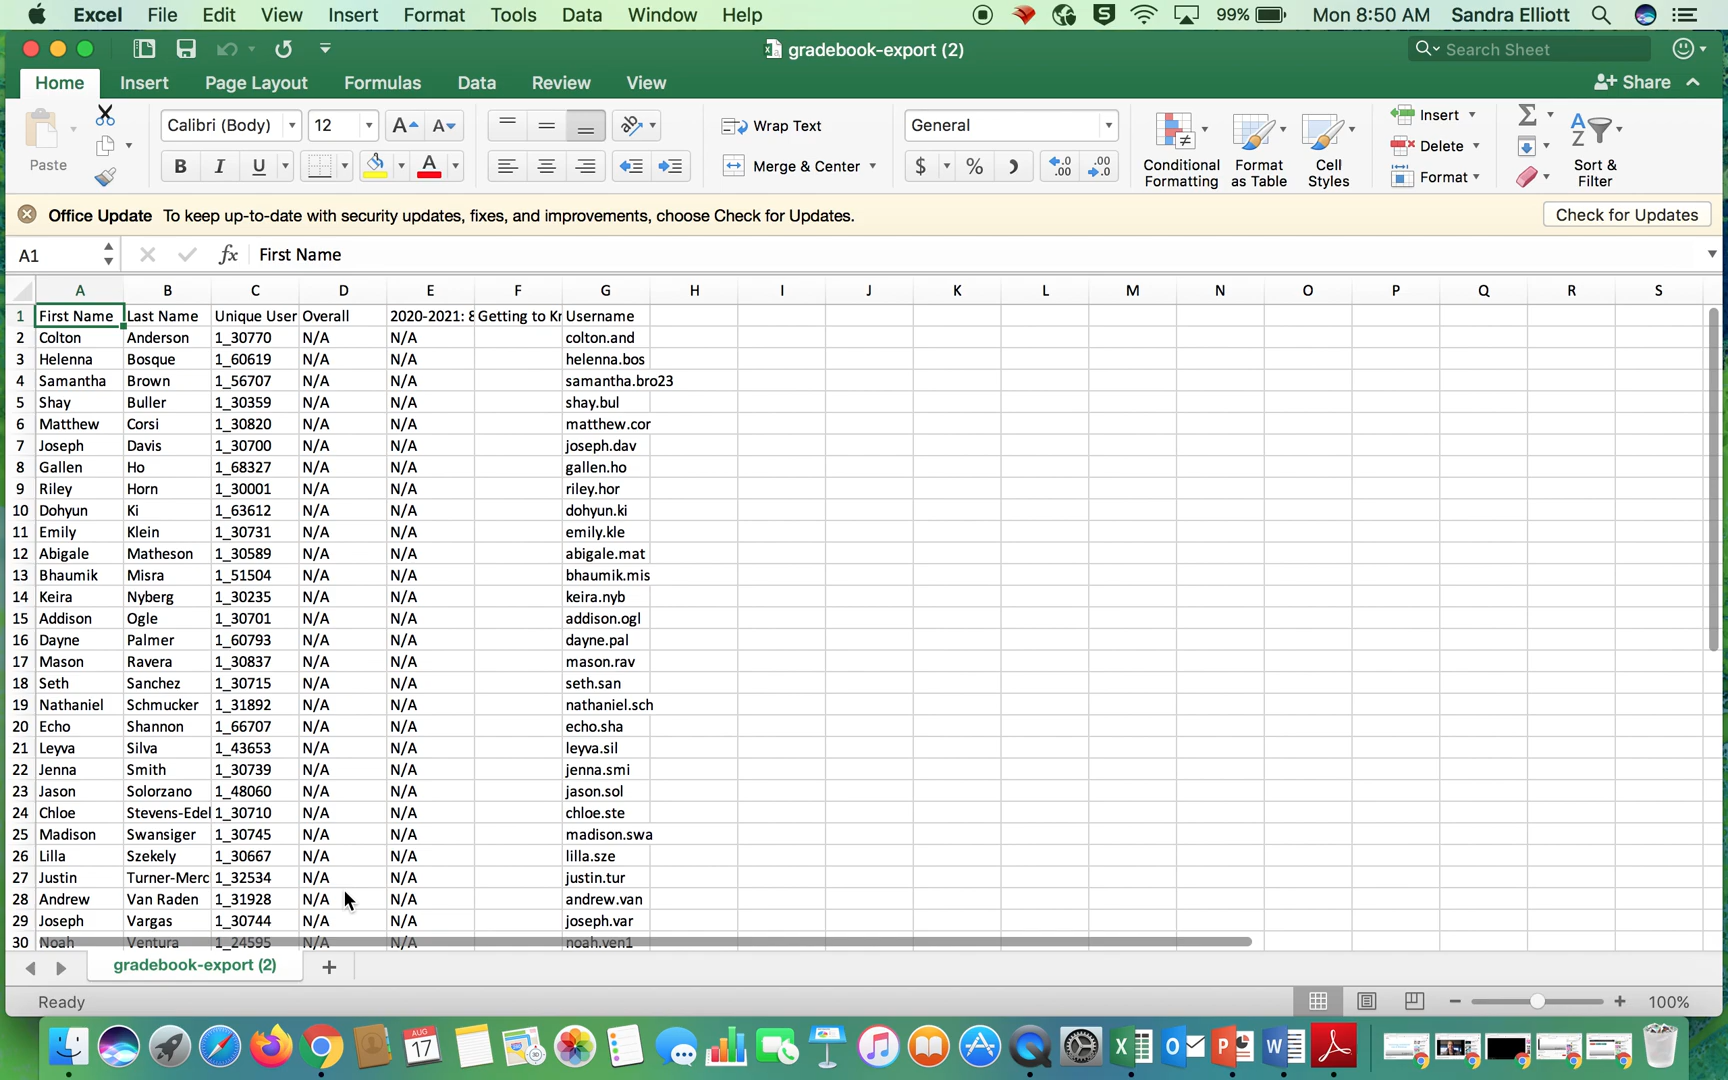 Excel File Edit View Insert Format Tools Data Window Help 99% Mon 8:50 AM Sandra Elliott
gradebook-export (2) Search Sheet
Home Insert Page Layout Formulas Data Review View Share
Paste Calibri (Body) 12 A A Wrap Text General Conditional Formatting Format as Table Cell Styles Insert Sort & Filter
B I U A Merge & Center $ % Delete
Format
Office Update To keep up-to-date with security updates, fixes, and improvements, choose Check for Updates. Check for Updates
A1 fx First Name
A B C D E F G H I J K L M N O P Q R S
1 First Name Last Name Unique User Overall 2020-2021: 8 Getting to Kn Username
2 Colton Anderson 1_30770 N/A N/A colton.and
3 Helenna Bosque 1_60619 N/A N/A helenna.bos
4 Samantha Brown 1_56707 N/A N/A samantha.bro23
5 Shay Buller 1_30359 N/A N/A shay.bul
6 Matthew Corsi 1_30820 N/A N/A matthew.cor
7 Joseph Davis 1_30700 N/A N/A joseph.dav
8 Gallen Ho 1_68327 N/A N/A gallen.ho
9 Riley Horn 1_30001 N/A N/A riley.hor
10 Dohyun Ki 1_63612 N/A N/A dohyun.ki
11 Emily Klein 1_30731 N/A N/A emily.kle
12 Abigale Matheson 1_30589 N/A N/A abigale.mat
13 Bhaumik Misra 1_51504 N/A N/A bhaumik.mis
14 Keira Nyberg 1_30235 N/A N/A keira.nyb
15 Addison Ogle 1_30701 N/A N/A addison.ogl
16 Dayne Palmer 1_60793 N/A N/A dayne.pal
17 Mason Ravera 1_30837 N/A N/A mason.rav
18 Seth Sanchez 1_30715 N/A N/A seth.san
19 Nathaniel Schmucker 1_31892 N/A N/A nathaniel.sch
20 Echo Shannon 1_66707 N/A N/A echo.sha
21 Leyva Silva 1_43653 N/A N/A leyva.sil
22 Jenna Smith 1_30739 N/A N/A jenna.smi
23 Jason Solorzano 1_48060 N/A N/A jason.sol
24 Chloe Stevens-Edel 1_30710 N/A N/A chloe.ste
25 Madison Swansiger 1_30745 N/A N/A madison.swa
26 Lilla Szekely 1_30667 N/A N/A lilla.sze
27 Justin Turner-Merc 1_32534 N/A N/A justin.tur
28 Andrew Van Raden 1_31928 N/A N/A andrew.van
29 Joseph Vargas 1_30744 N/A N/A joseph.var
30 Noah Ventura 1_24595 N/A N/A noah.ven1
gradebook-export (2)
Ready 100%
AUG
17